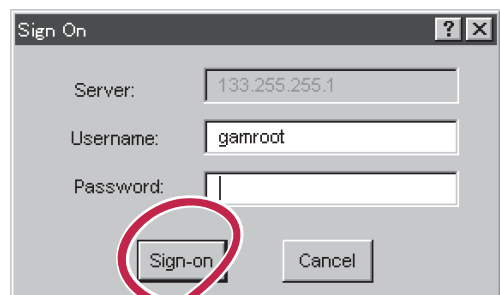 Sign On
Server: 133.255.255.1
Username: gamroot
Password:
Sign-on Cancel